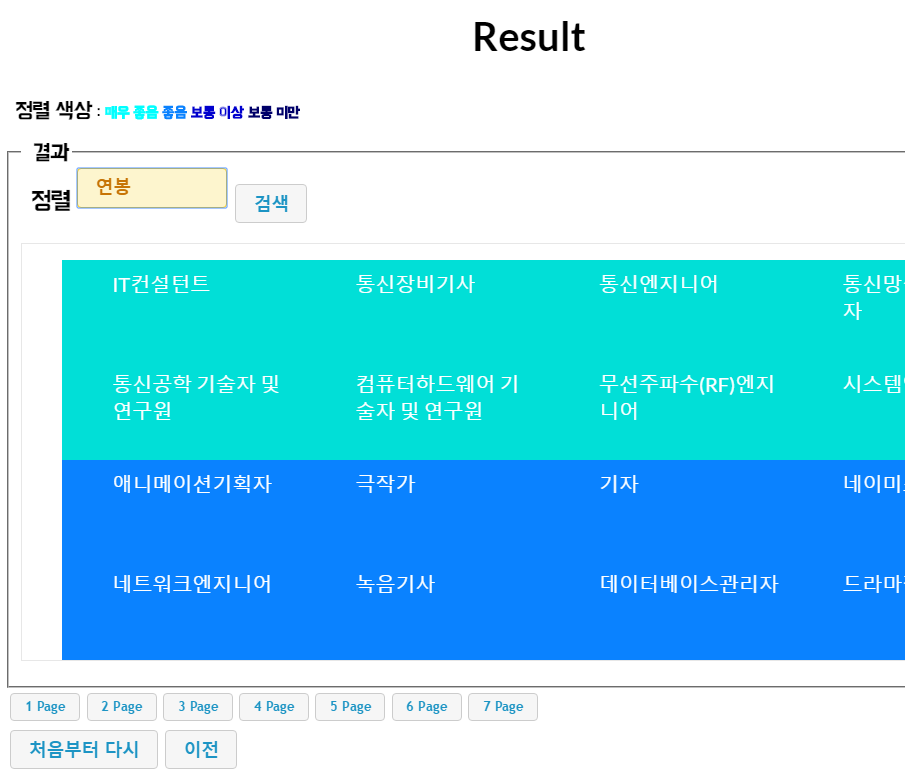 Result
정렬 색상 : 매우 좋음 좋음 보통 이상 보통 미만
결과
정렬 연봉 검색
IT컨설턴트 통신장비기사 통신엔지니어 통신망
자
통신공학 기술자 및 컴퓨터하드웨어 기 무선주파수(RF)엔지 시스템
연구원 술자 및 연구원 니어
애니메이션기획자 극작가 기자 네이미
네트워크엔지니어 녹음기사 데이터베이스관리자 드라마
1 Page 2 Page 3 Page 4 Page 5 Page 6 Page 7 Page
처음부터 다시 이전